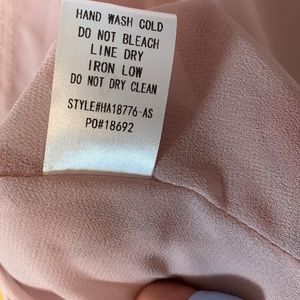 HAND WASH COLD
DO NOT BLEACH
LINE DRY
IRON LOW
DO NOT DRY CLEAN
STYLE#HA18776-AS
PO#18692